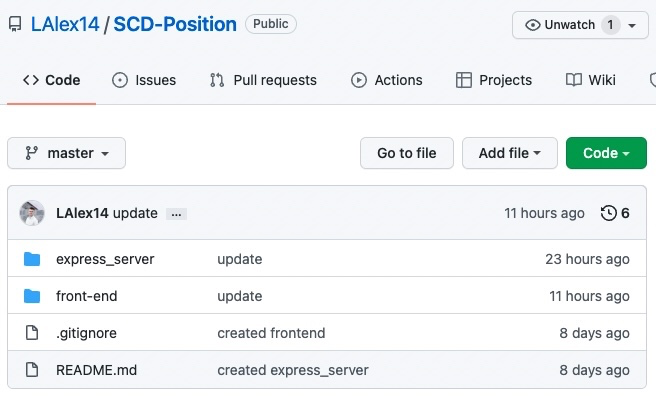 LAlex14 / SCD-Position Public Unwatch 1
Code Issues Pull requests Actions Projects Wiki
master Go to file Add file Code
LAlex14 update ... 11 hours ago 6
express_server update 23 hours ago
front-end update 11 hours ago
.gitignore created frontend 8 days ago
README.md created express_server 8 days ago